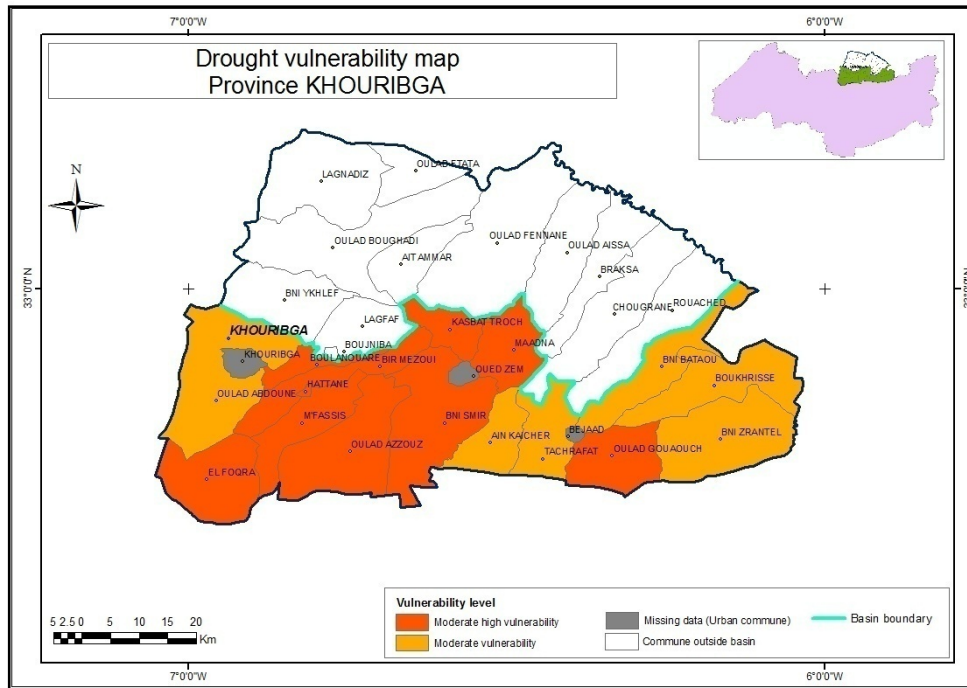 7°0'0"W
6°0'0"W
Drought vulnerability map
Province KHOURIBGA
N
LAGNADIZ
OULAD FTATA
OULAD BOUGHADI
AIT AMMAR
OULAD FENNANE
OULAD AISSA
BRAKSA
33°0'0"N
BNI YKHLEF
CHOUGRANE
ROUACHED
LAGFAF
KHOURIBGA
KASBAT TROCH
BOUJNIBA
MAADNA
KHOURIBGA
BOULANOUARE
BIR MEZOUI
BNI BATAOU
OUED ZEM
HATTANE
BOUKHRISSE
OULAD ABDOUNE
M'FASSIS
BNI SMIR
BEJAAD
AIN KAICHER
BNI ZRANTEL
OULAD AZZOUZ
TACHRAFAT
OULAD GOUAOUCH
EL FOQRA
Vulnerability level
Moderate high vulnerability
Moderate vulnerability
Missing data (Urban commune)
Commune outside basin
Basin boundary
5 2.5 0 5 10 15 20
Km
7°0'0"W
6°0'0"W